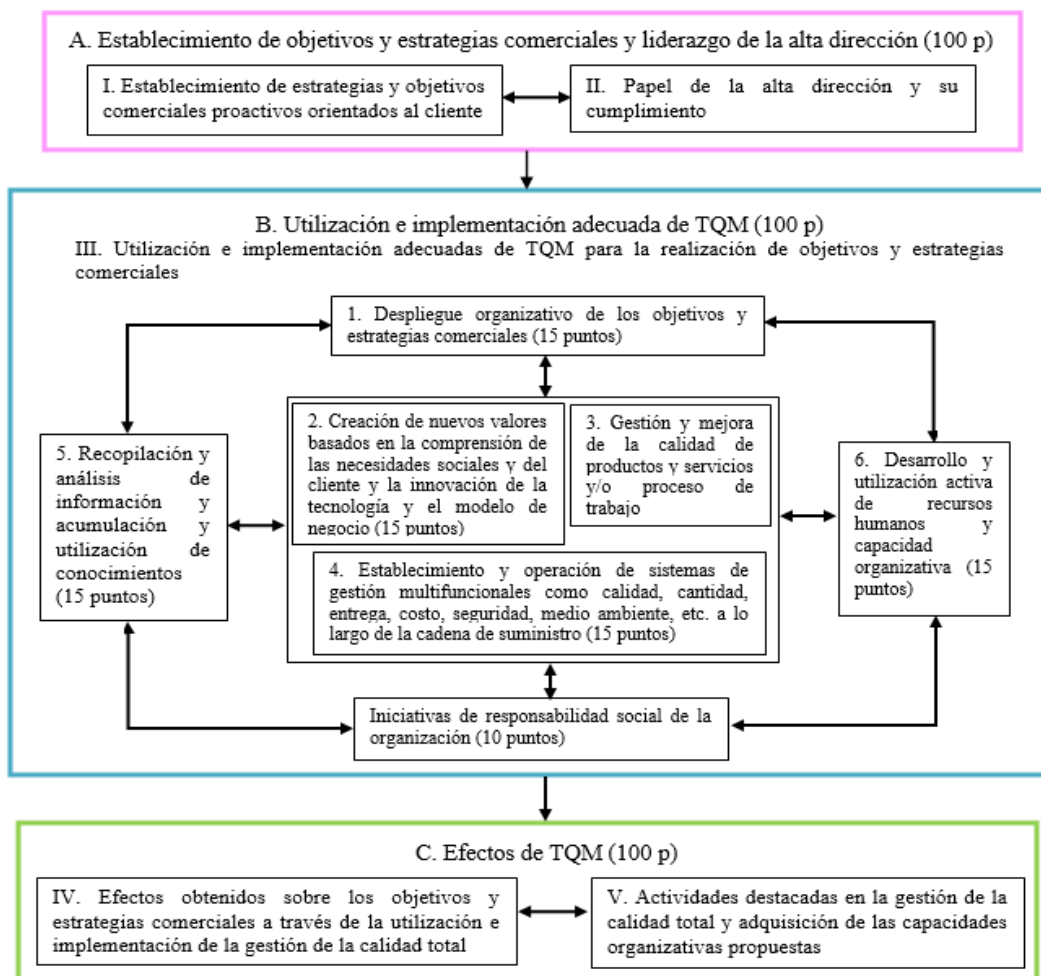 A. Establecimiento de objetivos y estrategias comerciales y liderazgo de la alta dirección (100 p)
I. Establecimiento de estrategias y objetivos
comerciales proactivos orientados al cliente
II. Papel de la alta dirección y su
cumplimiento
B. Utilización e implementación adecuada de TQM (100 p)
III. Utilización e implementación adecuadas de TQM para la realización de objetivos y estrategias
comerciales
1. Despliegue organizativo de los objetivos y
estrategias comerciales (15 puntos)
2. Creación de nuevos valores
basados en la comprensión de
las necesidades sociales y del
cliente y la innovación de la
tecnología y el modelo de
negocio (15 puntos)
3. Gestión y mejora
de la calidad de
productos y servicios
y/o proceso de
trabajo
4. Establecimiento y operación de sistemas de
gestión multifuncionales como calidad, cantidad,
entrega, costo, seguridad, medio ambiente, etc. a lo
largo de la cadena de suministro (15 puntos)
5. Recopilación y
análisis de
información y
acumulación y
utilización de
conocimientos
(15 puntos)
6. Desarrollo y
utilización activa
de recursos
humanos y
capacidad
organizativa (15
puntos)
Iniciativas de responsabilidad social de la
organización (10 puntos)
C. Efectos de TQM (100 p)
IV. Efectos obtenidos sobre los objetivos y
estrategias comerciales a través de la utilización e
implementación de la gestión de la calidad total
V. Actividades destacadas en la gestión de la
calidad total y adquisición de las capacidades
organizativas propuestas